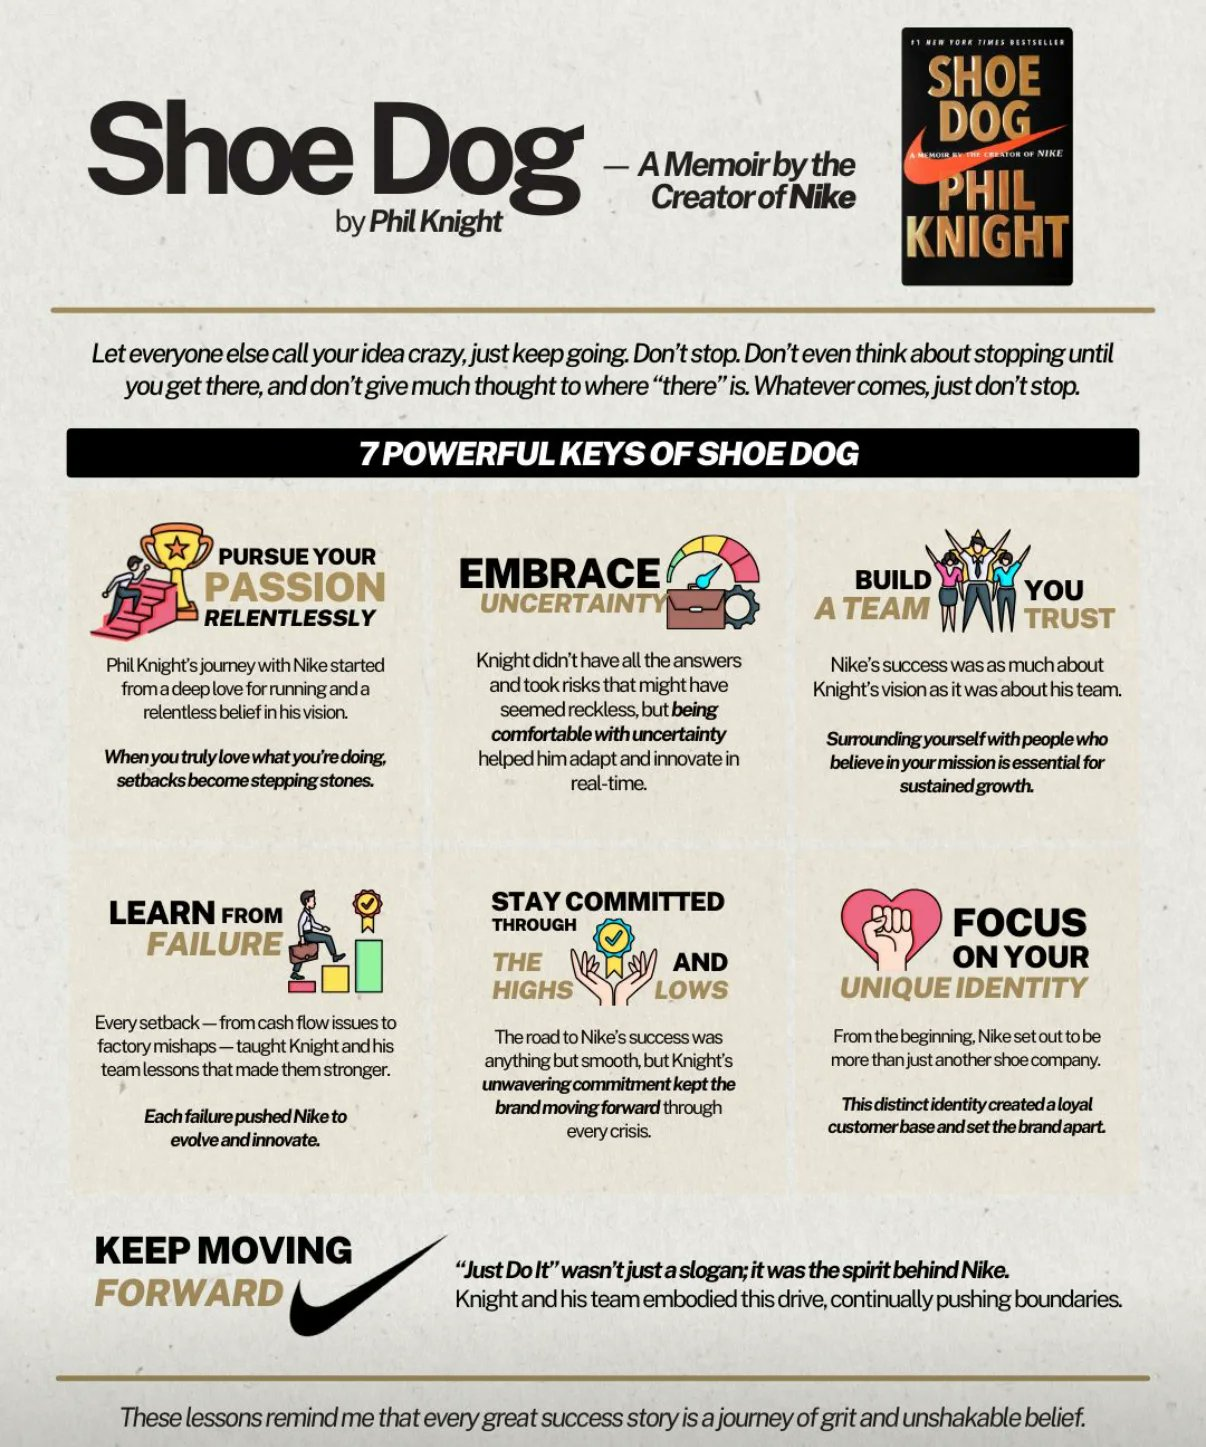 Shoe Dog
by Phil Knight
— A Memoir by the
Creator of Nike
#1 NEW YORK TIMES BESTSELLER
SHOE
DOG
A MEMOIR BY THE CREATOR OF NIKE
PHIL
KNIGHT
Let everyone else call your idea crazy, just keep going. Don’t stop. Don’t even think about stopping until
you get there, and don’t give much thought to where “there” is. Whatever comes, just don’t stop.
7 POWERFUL KEYS OF SHOE DOG
PURSUE YOUR
PASSION
RELENTLESSLY
Phil Knight’s journey with Nike started
from a deep love for running and a
relentless belief in his vision.
When you truly love what you’re doing,
setbacks become stepping stones.
EMBRACE
UNCERTAINTY
Knight didn’t have all the answers
and took risks that might have
seemed reckless, but being
comfortable with uncertainty
helped him adapt and innovate in
real-time.
BUILD YOU
A TEAM TRUST
Nike’s success was as much about
Knight’s vision as it was about his team.
Surrounding yourself with people who
believe in your mission is essential for
sustained growth.
LEARN FROM
FAILURE
Every setback — from cash flow issues to
factory mishaps — taught Knight and his
team lessons that made them stronger.
Each failure pushed Nike to
evolve and innovate.
STAY COMMITTED
THROUGH
THE AND
HIGHS LOWS
The road to Nike’s success was
anything but smooth, but Knight’s
unwavering commitment kept the
brand moving forward through
every crisis.
FOCUS
ON YOUR
UNIQUE IDENTITY
From the beginning, Nike set out to be
more than just another shoe company.
This distinct identity created a loyal
customer base and set the brand apart.
KEEP MOVING
FORWARD
“Just Do It” wasn’t just a slogan; it was the spirit behind Nike.
Knight and his team embodied this drive, continually pushing boundaries.
These lessons remind me that every great success story is a journey of grit and unshakable belief.